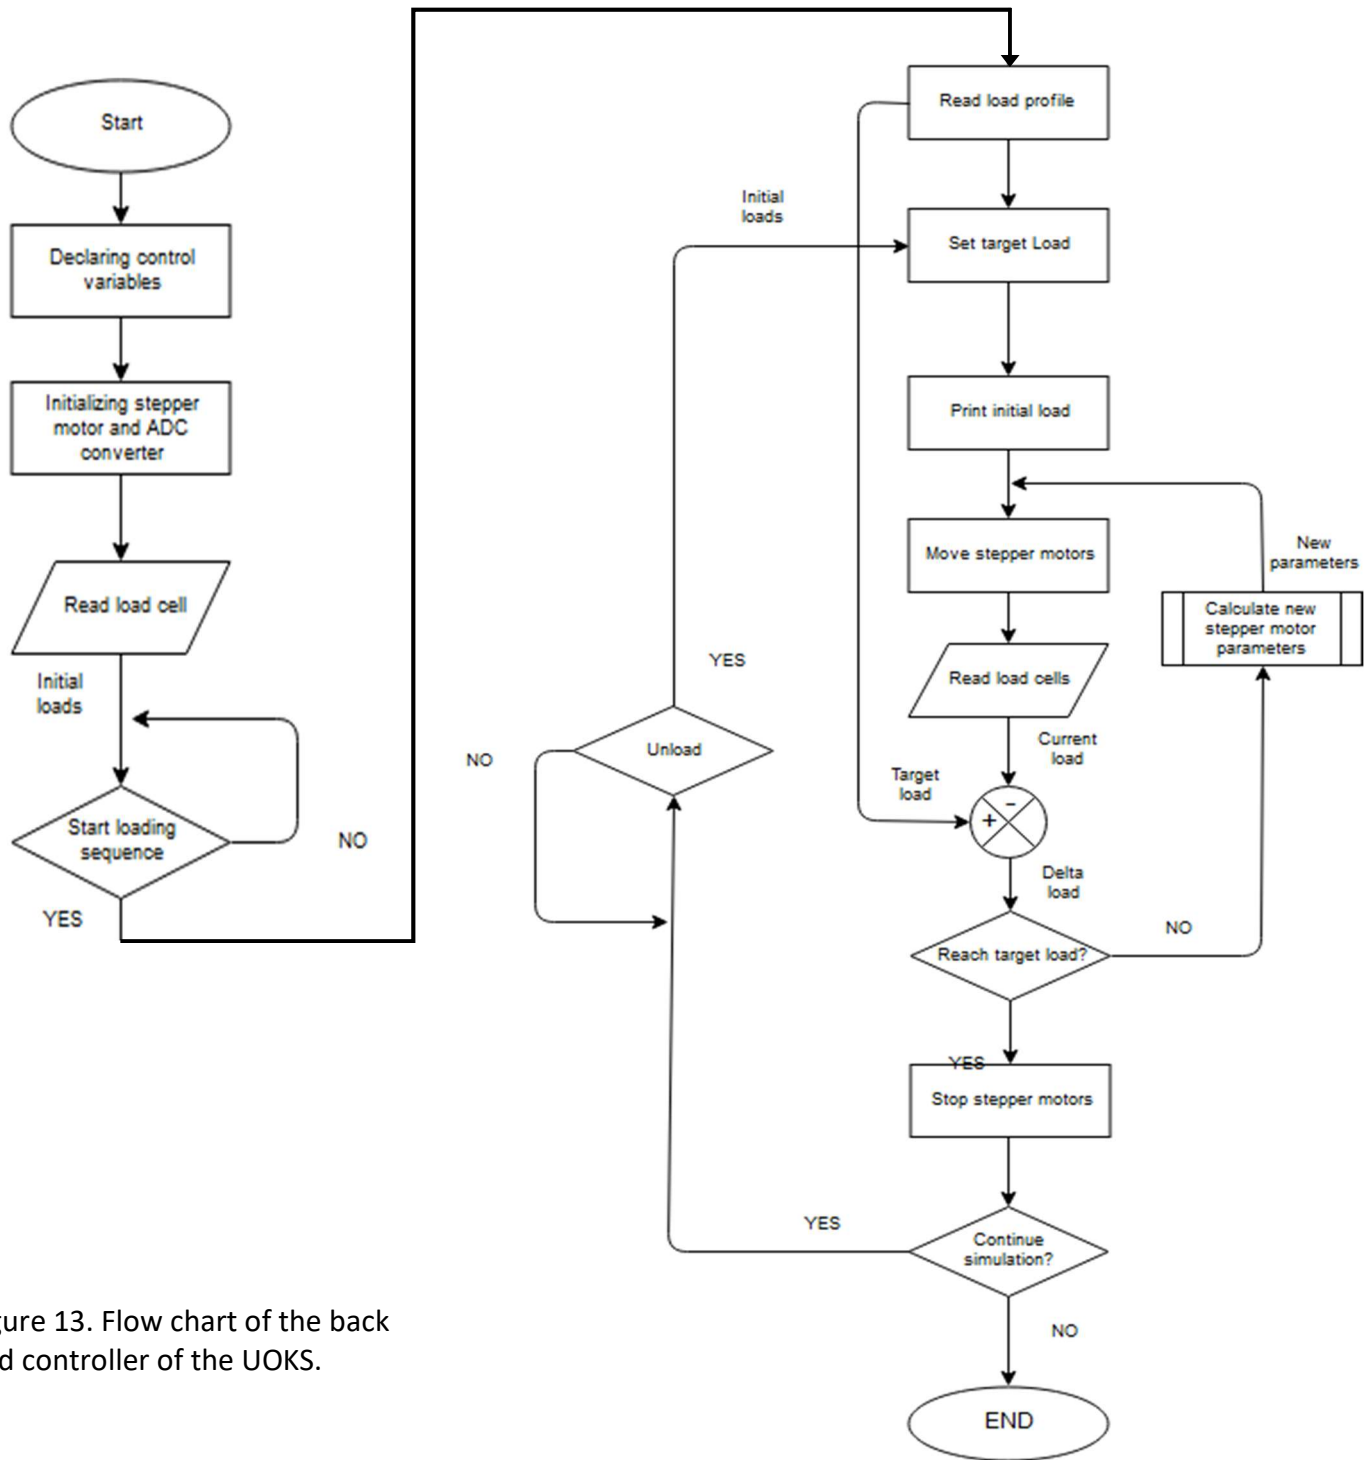 Start
Declaring control
variables
Initializing stepper
motor and ADC
converter
Read load cell
Initial
loads
Start loading
sequence
NO
YES
Read load profile
Initial
loads
Set target Load
Print initial load
Move stepper motors
New
parameters
Calculate new
stepper motor
parameters
Read load cells
YES
Unload
NO
Current
load
Target
load
+
-
Delta
load
Reach target load?
NO
YES
Stop stepper motors
YES
Continue
simulation?
NO
END
gure 13. Flow chart of the back
d controller of the UOKS.